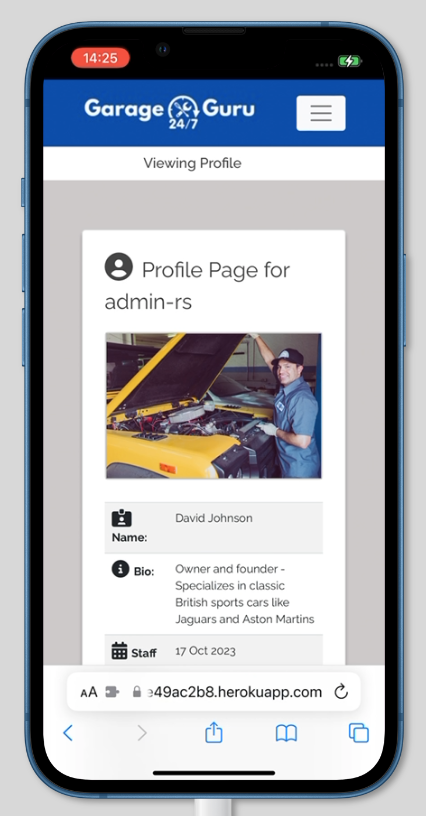 14:25
Garage Guru
24/7
Viewing Profile
Profile Page for
admin-rs
David Johnson
Name:
Bio:
Owner and founder -
Specializes in classic
British sports cars like
Jaguars and Aston Martins
Staff
17 Oct 2023
AA
49ac2b8.herokuapp.com